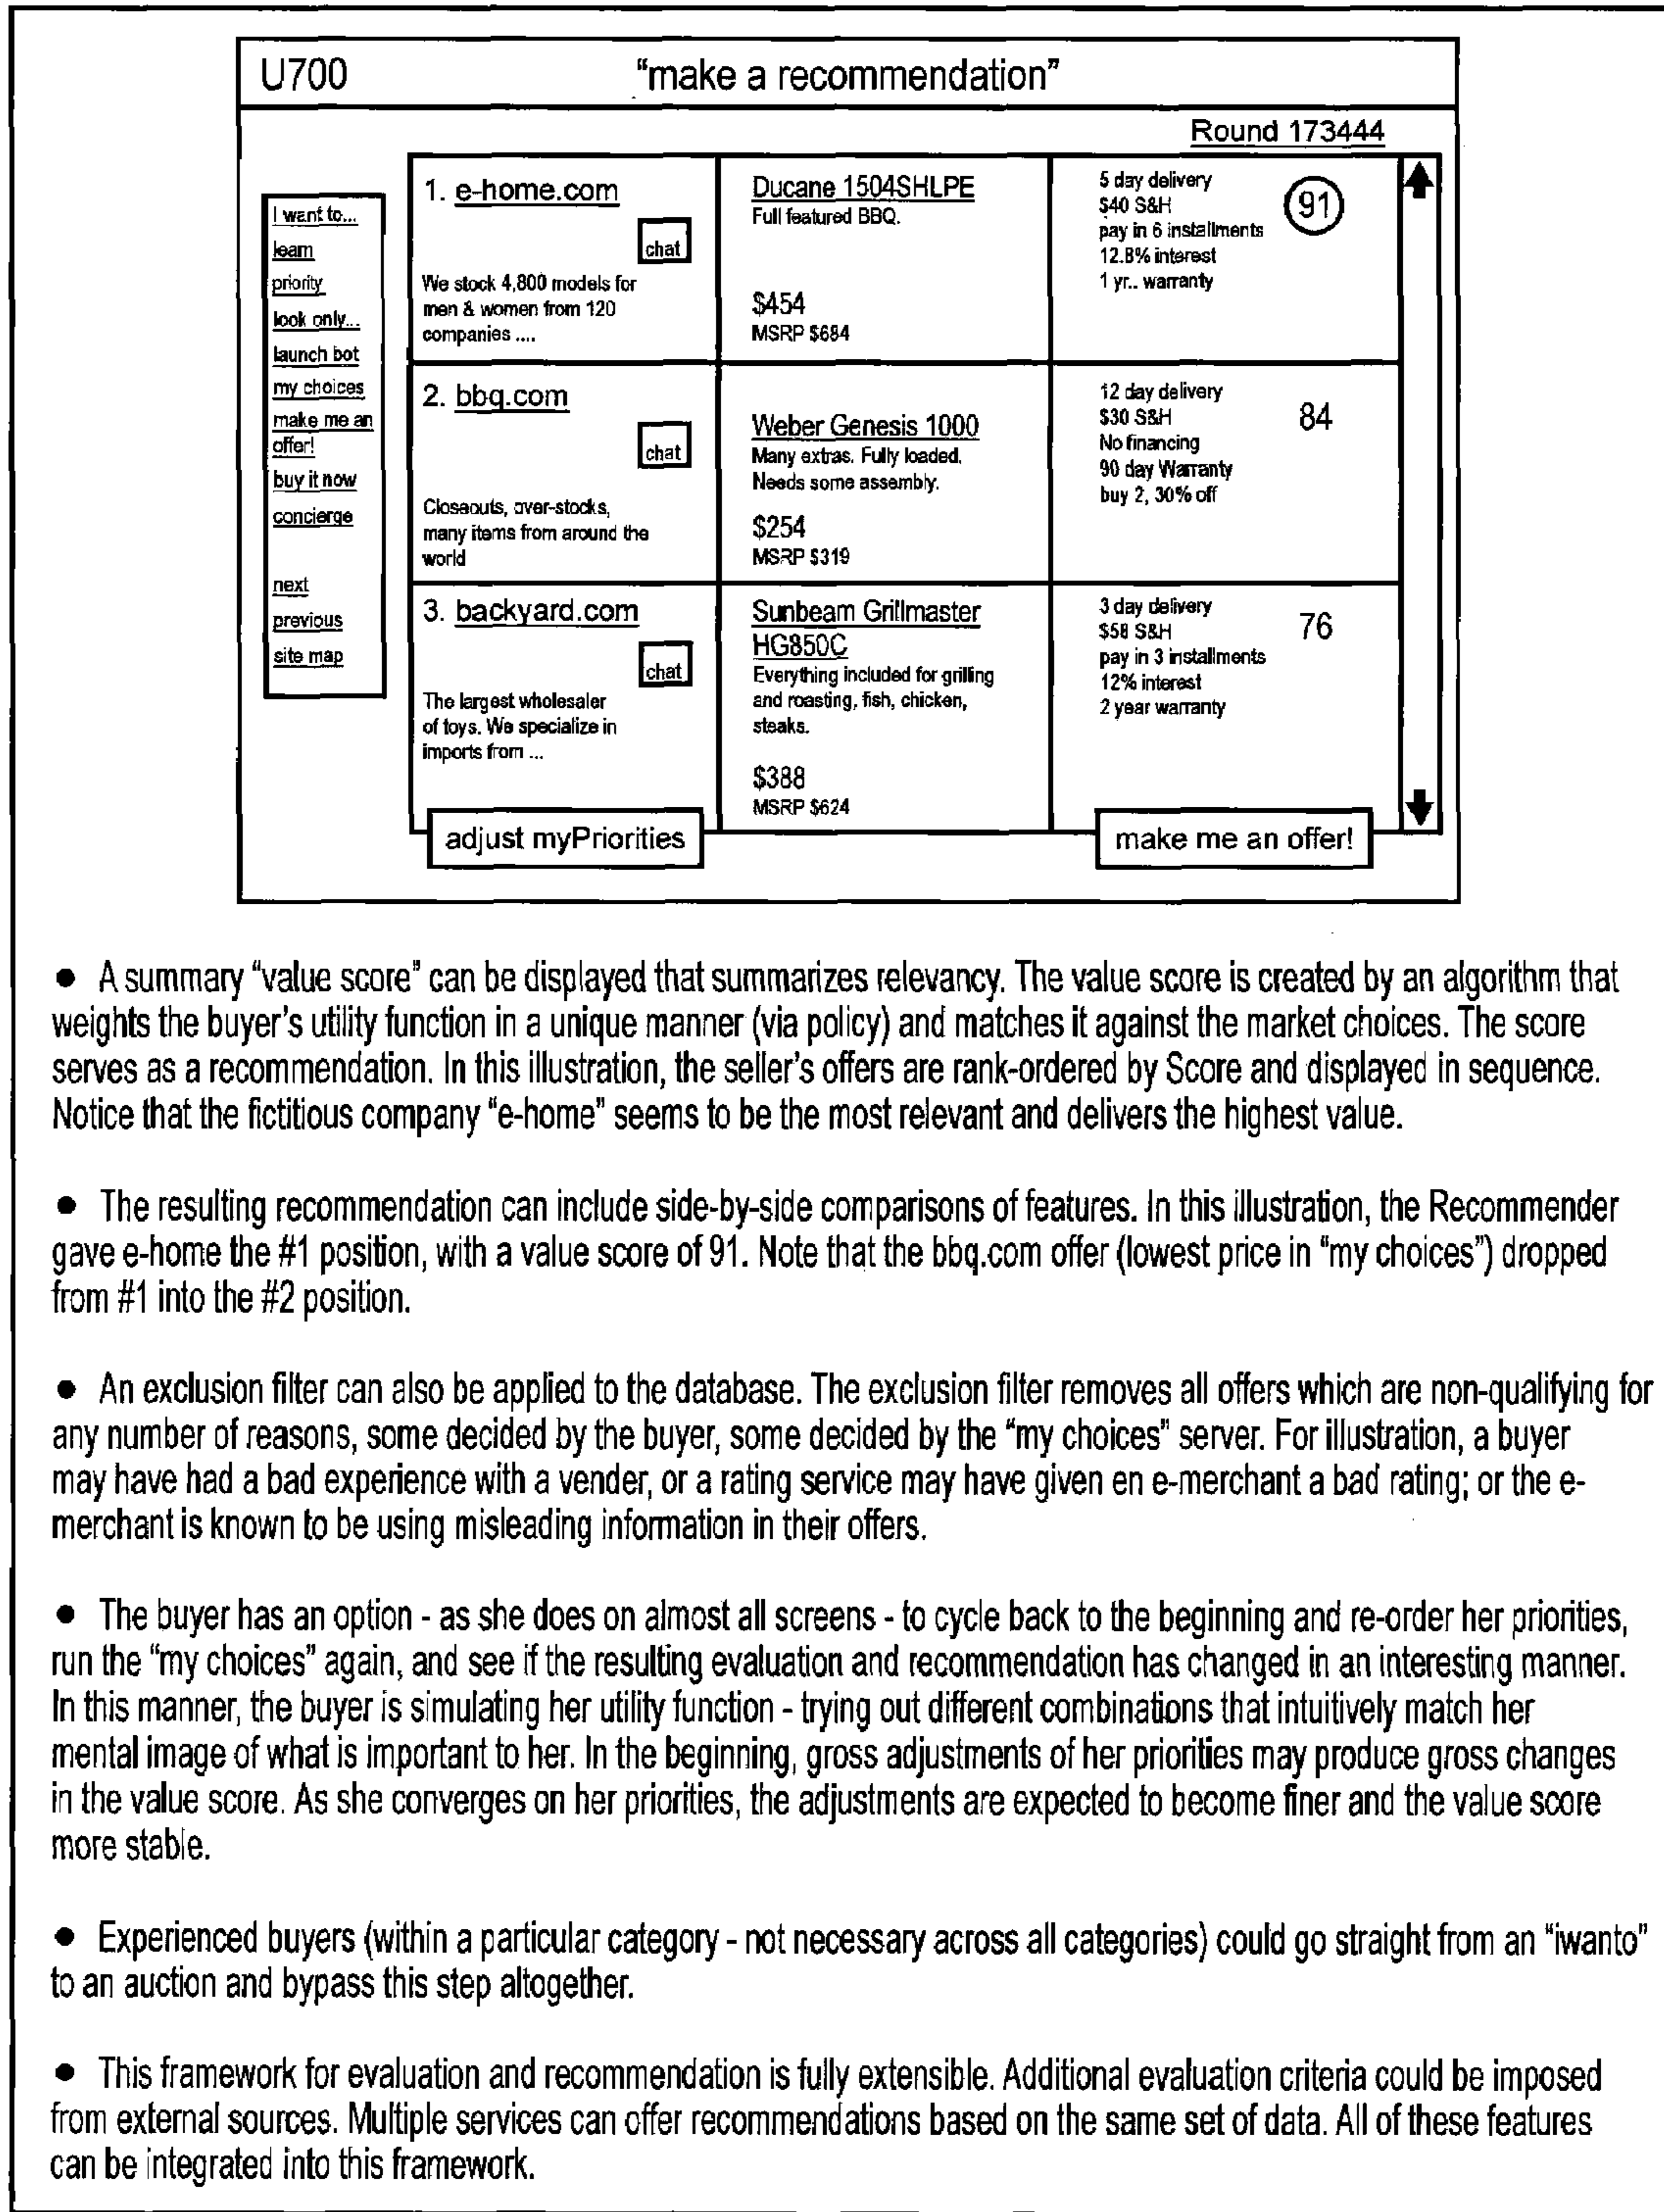 U700 “make a recommendation”
Round 173444
I want to...
learn
priority
look only...
launch bot
my choices
make me an
offer!
buy it now
concierge
next
previous
site map
1. e-home.com
chat
We stock 4,800 models for
men & women from 120
companies ....
Ducane 1504SHLPE
Full featured BBQ.
$454
MSRP $684
5 day delivery
$40 S&H
pay in 6 installments
12.8% interest
1 yr.. warranty
91
2. bbq.com
chat
Closeouts, over-stocks,
many items from around the
world
Weber Genesis 1000
Many extras. Fully loaded.
Needs some assembly.
$254
MSRP $319
12 day delivery
$30 S&H
No financing
90 day Warranty
buy 2, 30% off
84
3. backyard.com
chat
The largest wholesaler
of toys. We specialize in
imports from ...
Sunbeam Grillmaster
HG850C
Everything included for grilling
and roasting, fish, chicken,
steaks.
$388
MSRP $624
3 day delivery
$58 S&H
pay in 3 installments
12% interest
2 year warranty
76
adjust myPriorities
make me an offer!
● A summary “value score” can be displayed that summarizes relevancy. The value score is created by an algorithm that
weights the buyer’s utility function in a unique manner (via policy) and matches it against the market choices. The score
serves as a recommendation. In this illustration, the seller’s offers are rank-ordered by Score and displayed in sequence.
Notice that the fictitious company “e-home” seems to be the most relevant and delivers the highest value.
● The resulting recommendation can include side-by-side comparisons of features. In this illustration, the Recommender
gave e-home the #1 position, with a value score of 91. Note that the bbq.com offer (lowest price in “my choices”) dropped
from #1 into the #2 position.
● An exclusion filter can also be applied to the database. The exclusion filter removes all offers which are non-qualifying for
any number of reasons, some decided by the buyer, some decided by the “my choices” server. For illustration, a buyer
may have had a bad experience with a vender, or a rating service may have given en e-merchant a bad rating; or the e-
merchant is known to be using misleading information in their offers.
● The buyer has an option - as she does on almost all screens - to cycle back to the beginning and re-order her priorities,
run the “my choices” again, and see if the resulting evaluation and recommendation has changed in an interesting manner.
In this manner, the buyer is simulating her utility function - trying out different combinations that intuitively match her
mental image of what is important to her. In the beginning, gross adjustments of her priorities may produce gross changes
in the value score. As she converges on her priorities, the adjustments are expected to become finer and the value score
more stable.
● Experienced buyers (within a particular category - not necessary across all categories) could go straight from an “iwanto”
to an auction and bypass this step altogether.
● This framework for evaluation and recommendation is fully extensible. Additional evaluation criteria could be imposed
from external sources. Multiple services can offer recommendations based on the same set of data. All of these features
can be integrated into this framework.